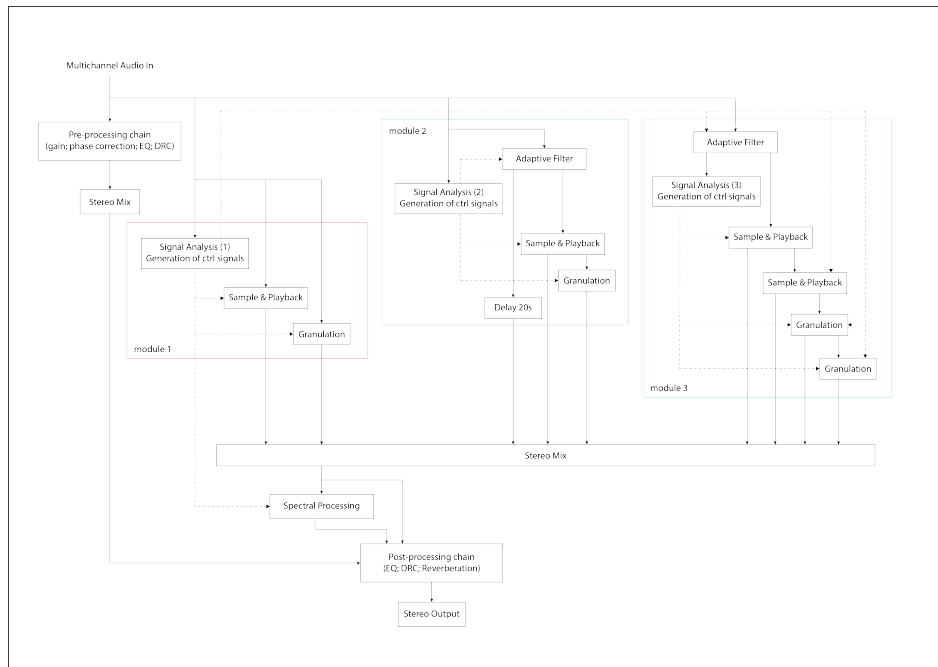 Multichannel Audio In
Pre-processing chain
(gain; phase correction; EQ; DRC)
Stereo Mix
Signal Analysis (1)
Generation of ctrl signals
Sample & Playback
Granulation
module 1
module 2
Adaptive Filter
Signal Analysis (2)
Generation of ctrl signals
Sample & Playback
Granulation
Delay 20s
Adaptive Filter
Signal Analysis (3)
Generation of ctrl signals
Sample & Playback
Sample & Playback
Granulation
Granulation
module 3
Stereo Mix
Spectral Processing
Post-processing chain
(EQ; DRC; Reverberation)
Stereo Output